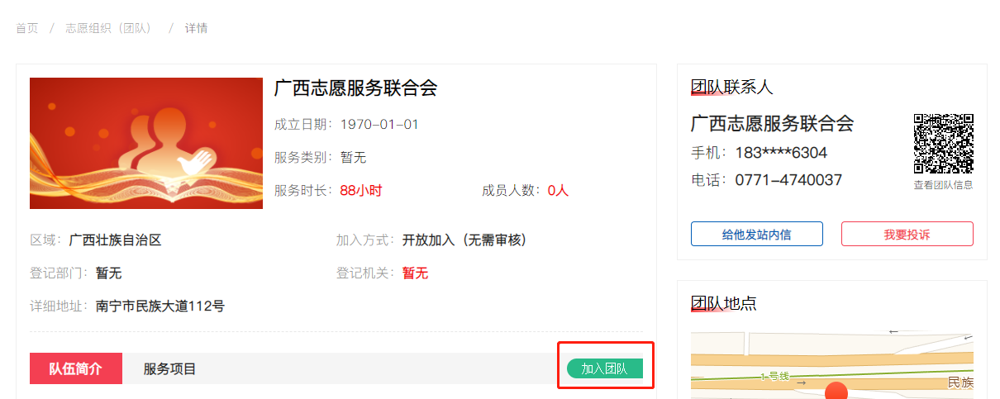 首页 / 志愿组织（团队） / 详情
广西志愿服务联合会
成立日期：1970-01-01
服务类别：暂无
服务时长：88小时 成员人数：0人
区域：广西壮族自治区 加入方式：开放加入（无需审核）
登记部门：暂无 登记机关：暂无
详细地址：南宁市民族大道112号
队伍简介 服务项目 加入团队
团队联系人
广西志愿服务联合会
手机：183****6304
电话：0771-4740037
查看团队信息
给他发站内信 我要投诉
团队地点
1号线
民族